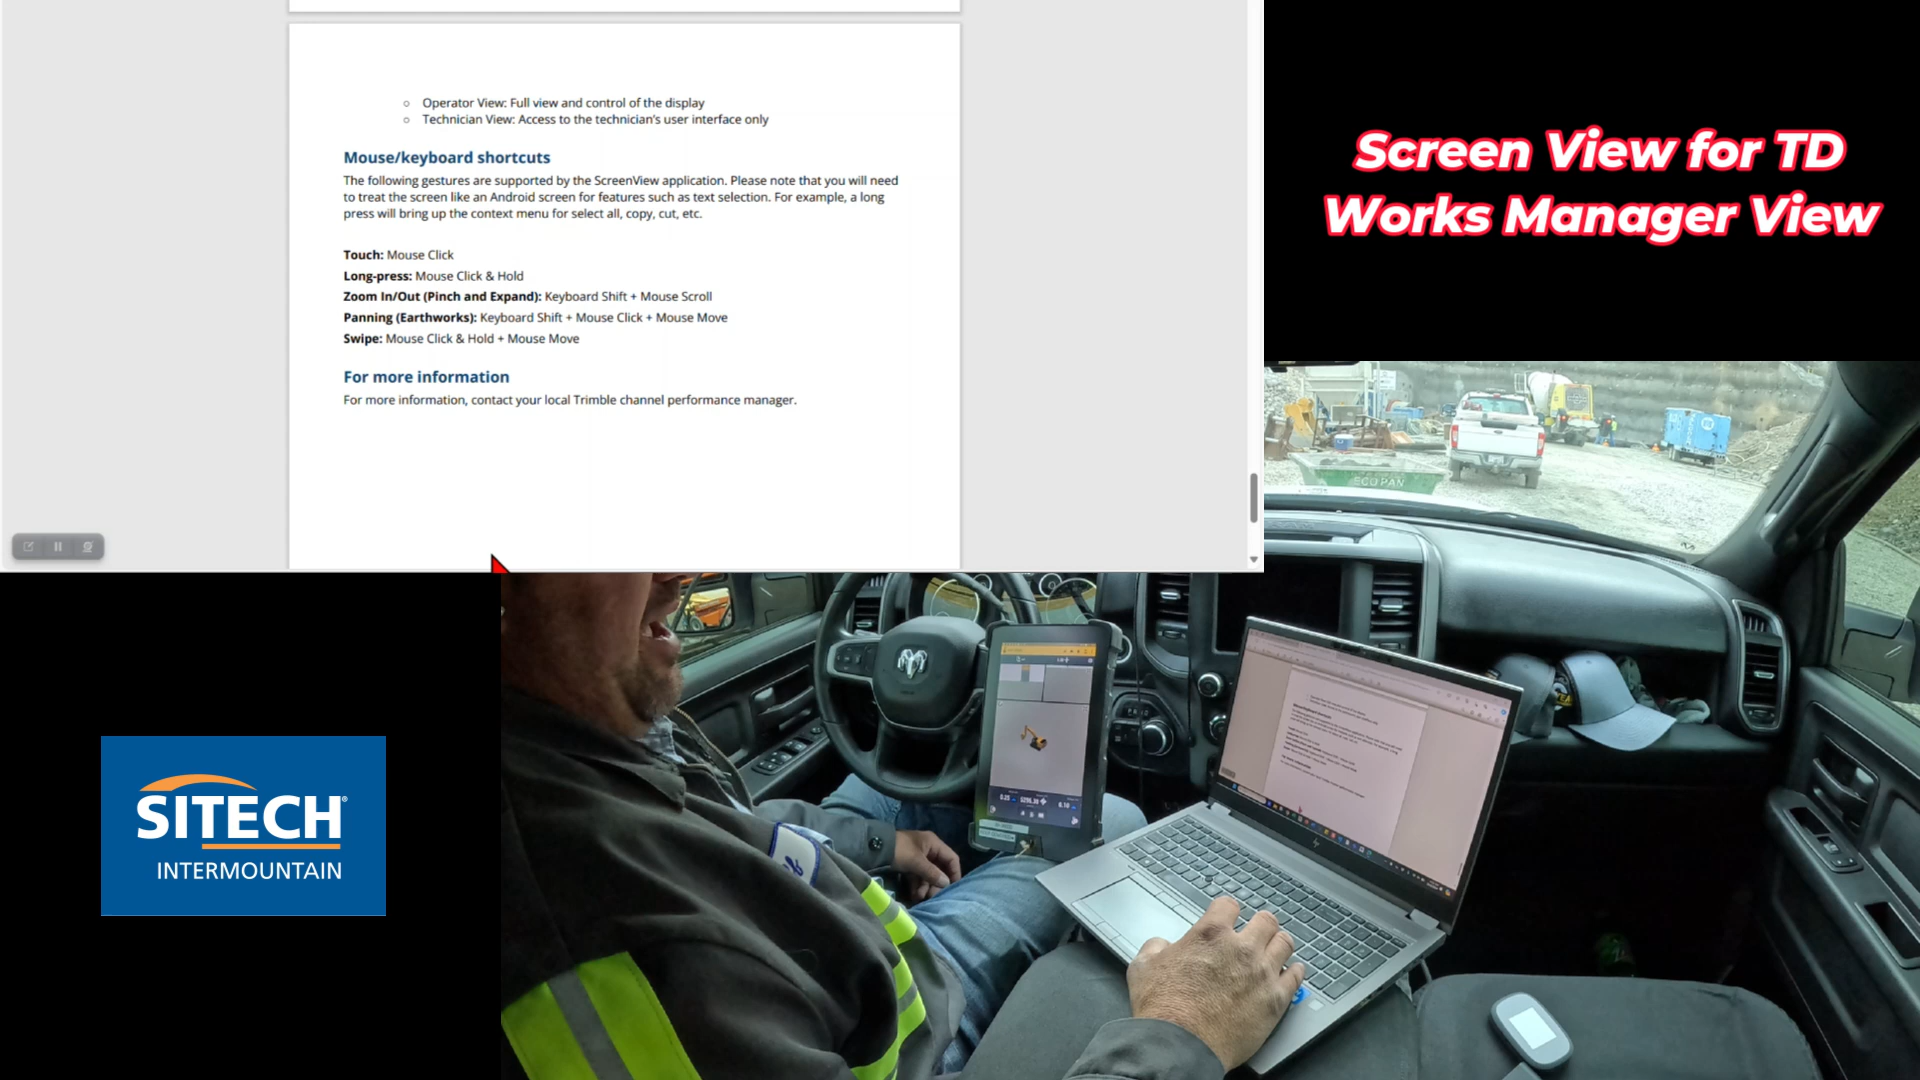 Operator View: Full view and control of the display
Technician View: Access to the technician's user interface only
Mouse/keyboard shortcuts
The following gestures are supported by the ScreenView application. Please note that you will need
to treat the screen like an Android screen for features such as text selection. For example, a long
press will bring up the context menu for select all, copy, cut, etc.
Touch: Mouse Click
Long-press: Mouse Click & Hold
Zoom In/Out (Pinch and Expand): Keyboard Shift + Mouse Scroll
Panning (Earthworks): Keyboard Shift + Mouse Click + Mouse Move
Swipe: Mouse Click & Hold + Mouse Move
For more information
For more information, contact your local Trimble channel performance manager.
Screen View for TD
Works Manager View
ECOPAN
SITECH®
INTERMOUNTAIN